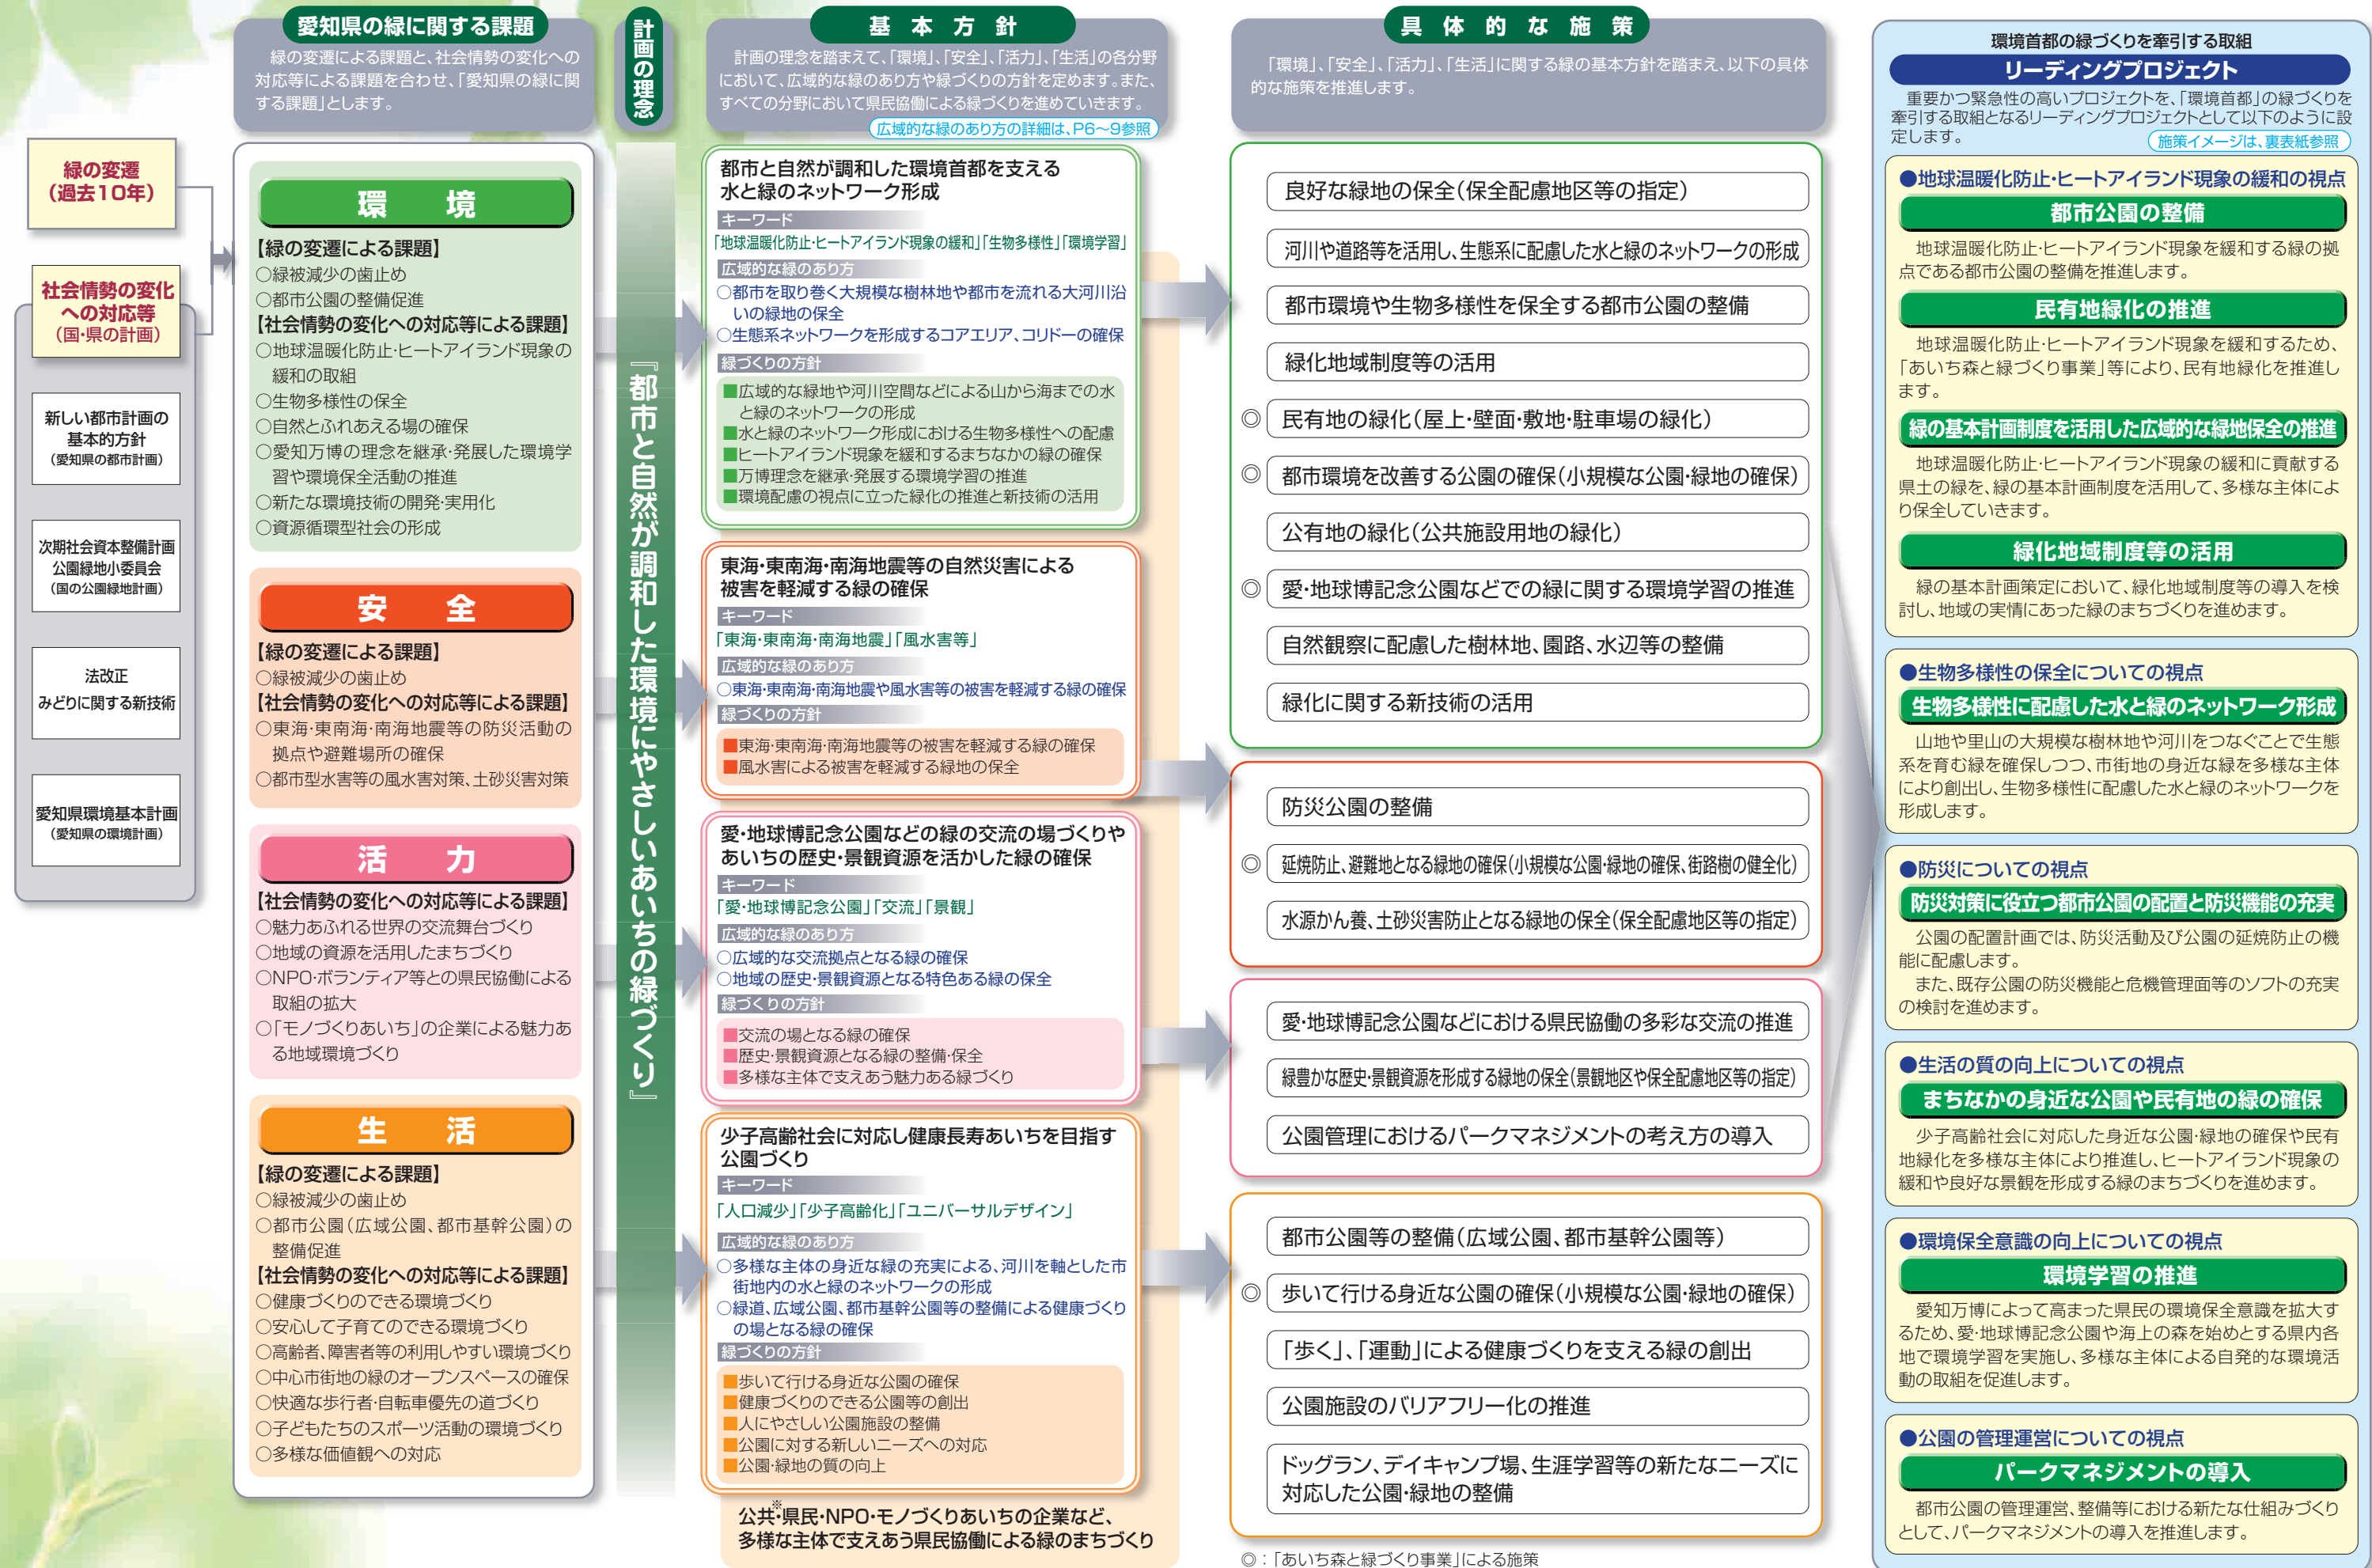 愛知県の緑に関する課題
緑の変遷による課題と、社会情勢の変化への
対応等による課題を合わせ、「愛知県の緑に関
する課題」とします。
緑の変遷
(過去10年)
社会情勢の変化
への対応等
(国・県の計画)
新しい都市計画の
基本的方針
(愛知県の都市計画)
次期社会資本整備計画
公園緑地小委員会
(国の公園緑地計画)
法改正
みどりに関する新技術
愛知県環境基本計画
(愛知県の環境計画)
環 境
【緑の変遷による課題】
○緑被減少の歯止め
○都市公園の整備促進
【社会情勢の変化への対応等による課題】
○地球温暖化防止・ヒートアイランド現象の
緩和の取組
○生物多様性の保全
○自然とふれあえる場の確保
○愛知万博の理念を継承・発展した環境学
習や環境保全活動の推進
○新たな環境技術の開発・実用化
○資源循環型社会の形成
安 全
【緑の変遷による課題】
○緑被減少の歯止め
【社会情勢の変化への対応等による課題】
○東海・東南海・南海地震等の防災活動の
拠点や避難場所の確保
○都市型水害等の風水害対策、土砂災害対策
活 力
【社会情勢の変化への対応等による課題】
○魅力あふれる世界の交流舞台づくり
○地域の資源を活用したまちづくり
○NPO・ボランティア等との県民協働による
取組の拡大
○「モノづくりあいち」の企業による魅力あ
る地域環境づくり
生 活
【緑の変遷による課題】
○緑被減少の歯止め
○都市公園(広域公園、都市基幹公園)の
整備促進
【社会情勢の変化への対応等による課題】
○健康づくりのできる環境づくり
○安心して子育てのできる環境づくり
○高齢者、障害者等の利用しやすい環境づくり
○中心市街地の緑のオープンスペースの確保
○快適な歩行者・自転車優先の道づくり
○子どもたちのスポーツ活動の環境づくり
○多様な価値観への対応
計画の理念
『都市と自然が調和した環境にやさしいあいちの緑づくり』
基 本 方 針
計画の理念を踏まえて、「環境」、「安全」、「活力」、「生活」の各分野
において、広域的な緑のあり方や緑づくりの方針を定めます。また、
すべての分野において県民協働による緑づくりを進めていきます。
広域的な緑のあり方の詳細は、P6〜9参照
都市と自然が調和した環境首都を支える
水と緑のネットワーク形成
キーワード
「地球温暖化防止・ヒートアイランド現象の緩和」「生物多様性」「環境学習」
広域的な緑のあり方
○都市を取り巻く大規模な樹林地や都市を流れる大河川沿
いの緑地の保全
○生態系ネットワークを形成するコアエリア、コリドーの確保
緑づくりの方針
■広域的な緑地や河川空間などによる山から海までの水
と緑のネットワークの形成
■水と緑のネットワーク形成における生物多様性への配慮
■ヒートアイランド現象を緩和するまちなかの緑の確保
■万博理念を継承・発展する環境学習の推進
■環境配慮の視点に立った緑化の推進と新技術の活用
東海・東南海・南海地震等の自然災害による
被害を軽減する緑の確保
キーワード
「東海・東南海・南海地震」「風水害等」
広域的な緑のあり方
○東海・東南海・南海地震や風水害等の被害を軽減する緑の確保
緑づくりの方針
■東海・東南海・南海地震等の被害を軽減する緑の確保
■風水害による被害を軽減する緑地の保全
愛・地球博記念公園などの緑の交流の場づくりや
あいちの歴史・景観資源を活かした緑の確保
キーワード
「愛・地球博記念公園」「交流」「景観」
広域的な緑のあり方
○広域的な交流拠点となる緑の確保
○地域の歴史・景観資源となる特色ある緑の保全
緑づくりの方針
■交流の場となる緑の確保
■歴史・景観資源となる緑の整備・保全
■多様な主体で支えあう魅力ある緑づくり
少子高齢社会に対応し健康長寿あいちを目指す
公園づくり
キーワード
「人口減少」「少子高齢化」「ユニバーサルデザイン」
広域的な緑のあり方
○多様な主体の身近な緑の充実による、河川を軸とした市
街地内の水と緑のネットワークの形成
○緑道、広域公園、都市基幹公園等の整備による健康づくり
の場となる緑の確保
緑づくりの方針
■歩いて行ける身近な公園の確保
■健康づくりのできる公園等の創出
■人にやさしい公園施設の整備
■公園に対する新しいニーズへの対応
■公園・緑地の質の向上
公共※・県民・NPO・モノづくりあいちの企業など、
多様な主体で支えあう県民協働による緑のまちづくり
具 体 的 な 施 策
「環境」、「安全」、「活力」、「生活」に関する緑の基本方針を踏まえ、以下の具体
的な施策を推進します。
良好な緑地の保全(保全配慮地区等の指定)
河川や道路等を活用し、生態系に配慮した水と緑のネットワークの形成
都市環境や生物多様性を保全する都市公園の整備
緑化地域制度等の活用
◎ 民有地の緑化(屋上・壁面・敷地・駐車場の緑化)
◎ 都市環境を改善する公園の確保(小規模な公園・緑地の確保)
公有地の緑化(公共施設用地の緑化)
◎ 愛・地球博記念公園などでの緑に関する環境学習の推進
自然観察に配慮した樹林地、園路、水辺等の整備
緑化に関する新技術の活用
防災公園の整備
◎ 延焼防止、避難地となる緑地の確保(小規模な公園・緑地の確保、街路樹の健全化)
水源かん養、土砂災害防止となる緑地の保全(保全配慮地区等の指定)
愛・地球博記念公園などにおける県民協働の多彩な交流の推進
緑豊かな歴史・景観資源を形成する緑地の保全(景観地区や保全配慮地区等の指定)
公園管理におけるパークマネジメントの考え方の導入
都市公園等の整備(広域公園、都市基幹公園等)
◎ 歩いて行ける身近な公園の確保(小規模な公園・緑地の確保)
「歩く」、「運動」による健康づくりを支える緑の創出
公園施設のバリアフリー化の推進
ドッグラン、デイキャンプ場、生涯学習等の新たなニーズに
対応した公園・緑地の整備
◎:「あいち森と緑づくり事業」による施策
環境首都の緑づくりを牽引する取組
リーディングプロジェクト
重要かつ緊急性の高いプロジェクトを、「環境首都」の緑づくりを
牽引する取組となるリーディングプロジェクトとして以下のように設
定します。
施策イメージは、裏表紙参照
●地球温暖化防止・ヒートアイランド現象の緩和の視点
都市公園の整備
地球温暖化防止・ヒートアイランド現象を緩和する緑の拠
点である都市公園の整備を推進します。
民有地緑化の推進
地球温暖化防止・ヒートアイランド現象を緩和するため、
「あいち森と緑づくり事業」等により、民有地緑化を推進し
ます。
緑の基本計画制度を活用した広域的な緑地保全の推進
地球温暖化防止・ヒートアイランド現象の緩和に貢献する
県土の緑を、緑の基本計画制度を活用して、多様な主体によ
り保全していきます。
緑化地域制度等の活用
緑の基本計画策定において、緑化地域制度等の導入を検
討し、地域の実情にあった緑のまちづくりを進めます。
●生物多様性の保全についての視点
生物多様性に配慮した水と緑のネットワーク形成
山地や里山の大規模な樹林地や河川をつなぐことで生態
系を育む緑を確保しつつ、市街地の身近な緑を多様な主体
により創出し、生物多様性に配慮した水と緑のネットワークを
形成します。
●防災についての視点
防災対策に役立つ都市公園の配置と防災機能の充実
公園の配置計画では、防災活動及び公園の延焼防止の機
能に配慮します。
また、既存公園の防災機能と危機管理面等のソフトの充実
の検討を進めます。
●生活の質の向上についての視点
まちなかの身近な公園や民有地の緑の確保
少子高齢社会に対応した身近な公園・緑地の確保や民有
地緑化を多様な主体により推進し、ヒートアイランド現象の
緩和や良好な景観を形成する緑のまちづくりを進めます。
●環境保全意識の向上についての視点
環境学習の推進
愛知万博によって高まった県民の環境保全意識を拡大す
るため、愛・地球博記念公園や海上の森を始めとする県内各
地で環境学習を実施し、多様な主体による自発的な環境活
動の取組を促進します。
●公園の管理運営についての視点
パークマネジメントの導入
都市公園の管理運営、整備等における新たな仕組みづくり
として、パークマネジメントの導入を推進します。